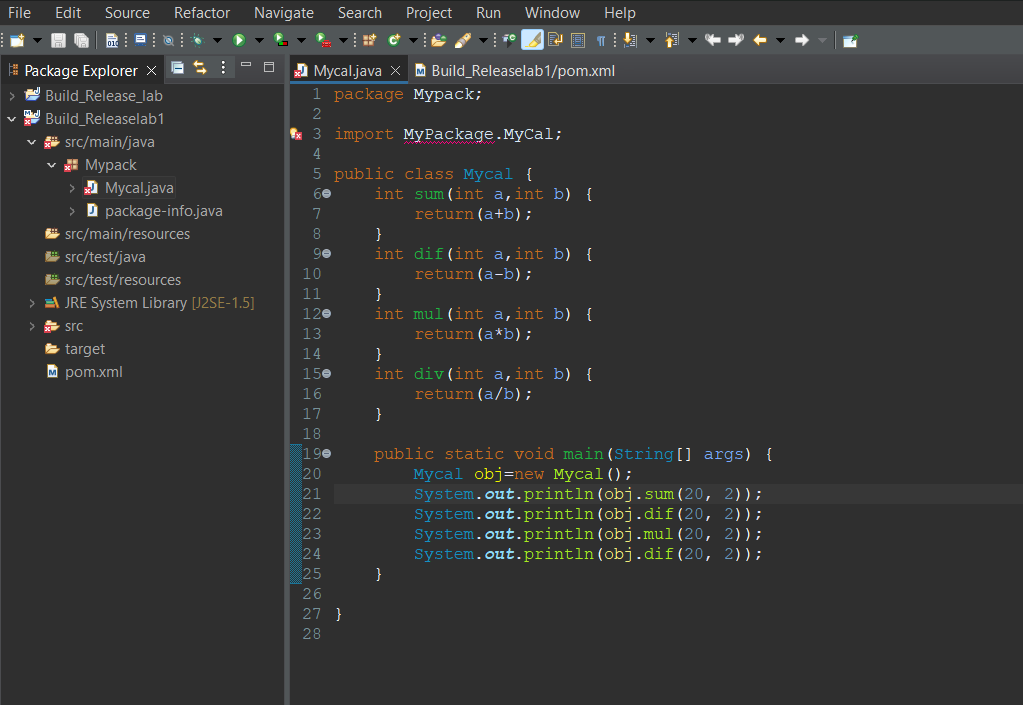 File Edit Source Refactor Navigate Search Project Run Window Help
Package Explorer
Build_Release_lab
Build_Releaselab1
src/main/java
Mypack
Mycal.java
package-info.java
src/main/resources
src/test/java
src/test/resources
JRE System Library [J2SE-1.5]
src
target
pom.xml
Mycal.java Build_Releaselab1/pom.xml
1 package Mypack;
2
3 import MyPackage.MyCal;
4
5 public class Mycal {
6 int sum(int a,int b) {
7 return(a+b);
8 }
9 int dif(int a,int b) {
10 return(a-b);
11 }
12 int mul(int a,int b) {
13 return(a*b);
14 }
15 int div(int a,int b) {
16 return(a/b);
17 }
18
19 public static void main(String[] args) {
20 Mycal obj=new Mycal();
21 System.out.println(obj.sum(20, 2));
22 System.out.println(obj.dif(20, 2));
23 System.out.println(obj.mul(20, 2));
24 System.out.println(obj.dif(20, 2));
25 }
26
27 }
28